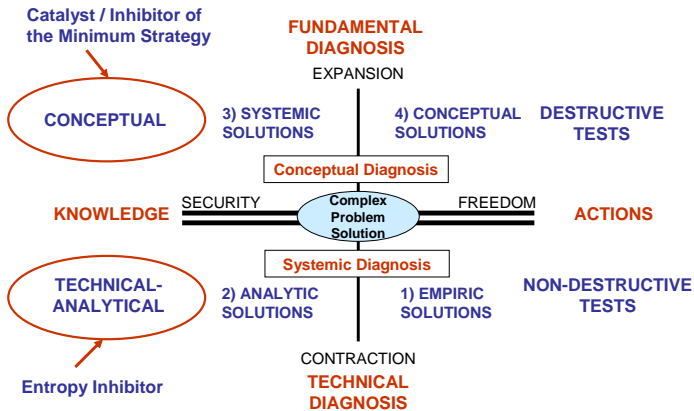 Catalyst / Inhibitor of
the Minimum Strategy
FUNDAMENTAL
DIAGNOSIS
EXPANSION
CONCEPTUAL
3) SYSTEMIC
SOLUTIONS
4) CONCEPTUAL
SOLUTIONS
DESTRUCTIVE
TESTS
Conceptual Diagnosis
KNOWLEDGE
SECURITY
Complex
Problem
Solution
FREEDOM
ACTIONS
Systemic Diagnosis
TECHNICAL-
ANALYTICAL
2) ANALYTIC
SOLUTIONS
1) EMPIRIC
SOLUTIONS
NON-DESTRUCTIVE
TESTS
CONTRACTION
Entropy Inhibitor
TECHNICAL
DIAGNOSIS